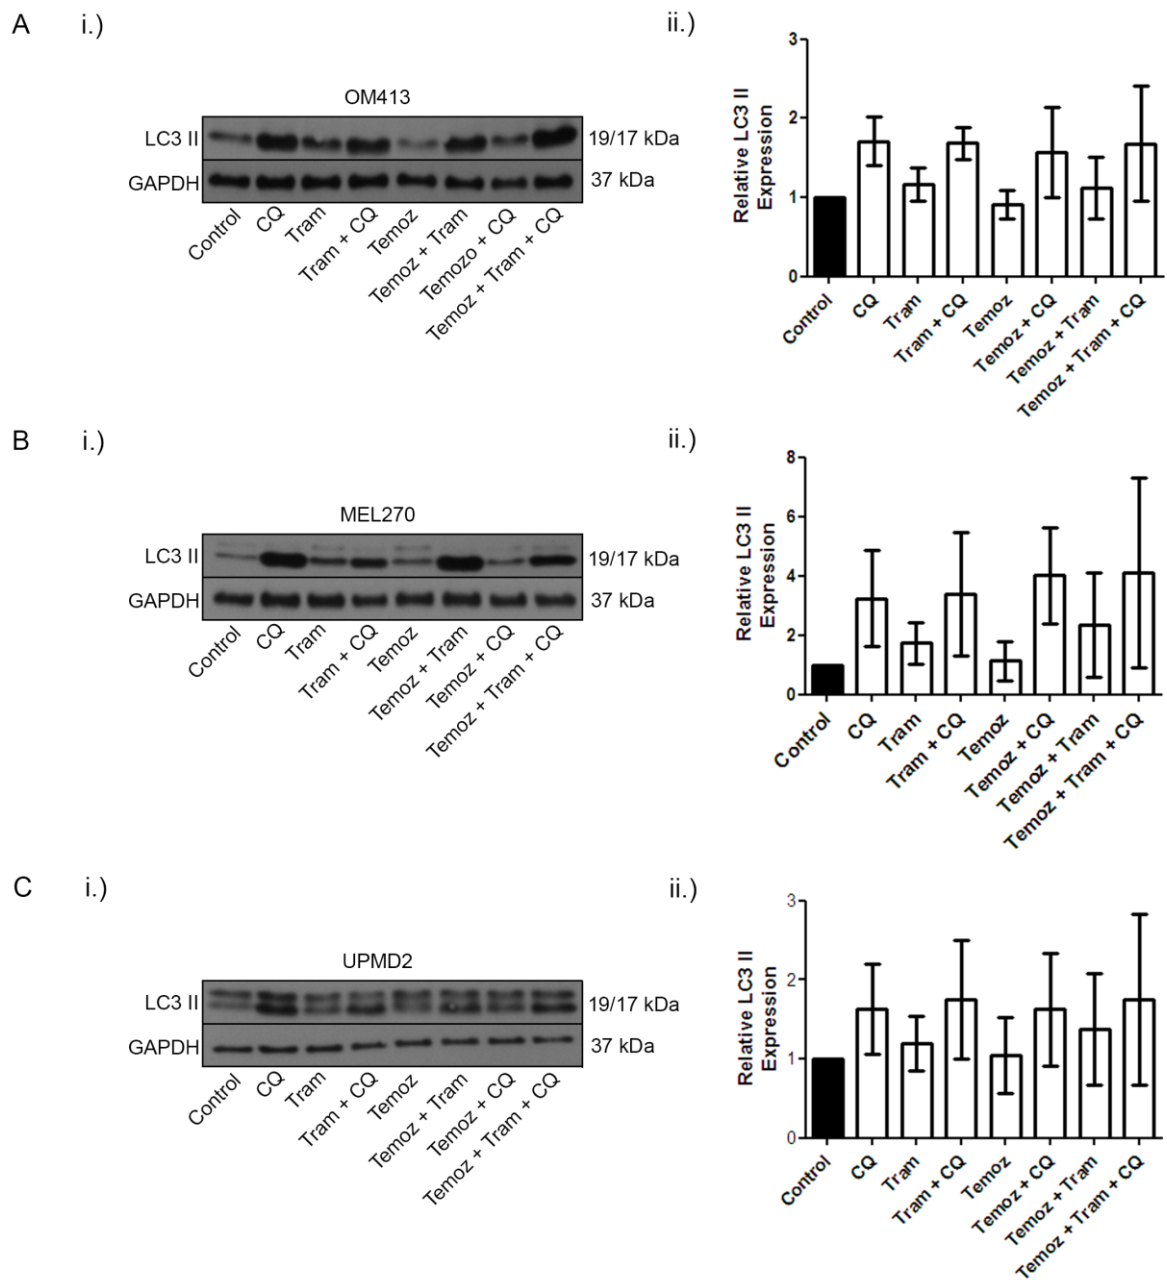 A i.) ii.)
OM413
LC3 II 19/17 kDa
GAPDH 37 kDa
Control CQ Tram Tram + CQ Temoz Temoz + Tram Temozo + CQ Temoz + Tram + CQ
Relative LC3 II
Expression
3
2
1
0
Control CQ Tram Tram + CQ Temoz Temoz + CQ Temoz + Tram Temoz + Tram + CQ
B i.) ii.)
MEL270
LC3 II 19/17 kDa
GAPDH 37 kDa
Control CQ Tram Tram + CQ Temoz Temoz + Tram Temoz + CQ Temoz + Tram + CQ
Relative LC3 II
Expression
8
6
4
2
0
Control CQ Tram Tram + CQ Temoz Temoz + CQ Temoz + Tram Temoz + Tram + CQ
C i.) ii.)
UPMD2
LC3 II 19/17 kDa
GAPDH 37 kDa
Control CQ Tram Tram + CQ Temoz Temoz + Tram Temoz + CQ Temoz + Tram + CQ
Relative LC3 II
Expression
3
2
1
0
Control CQ Tram Tram + CQ Temoz Temoz + CQ Temoz + Tram Temoz + Tram + CQ